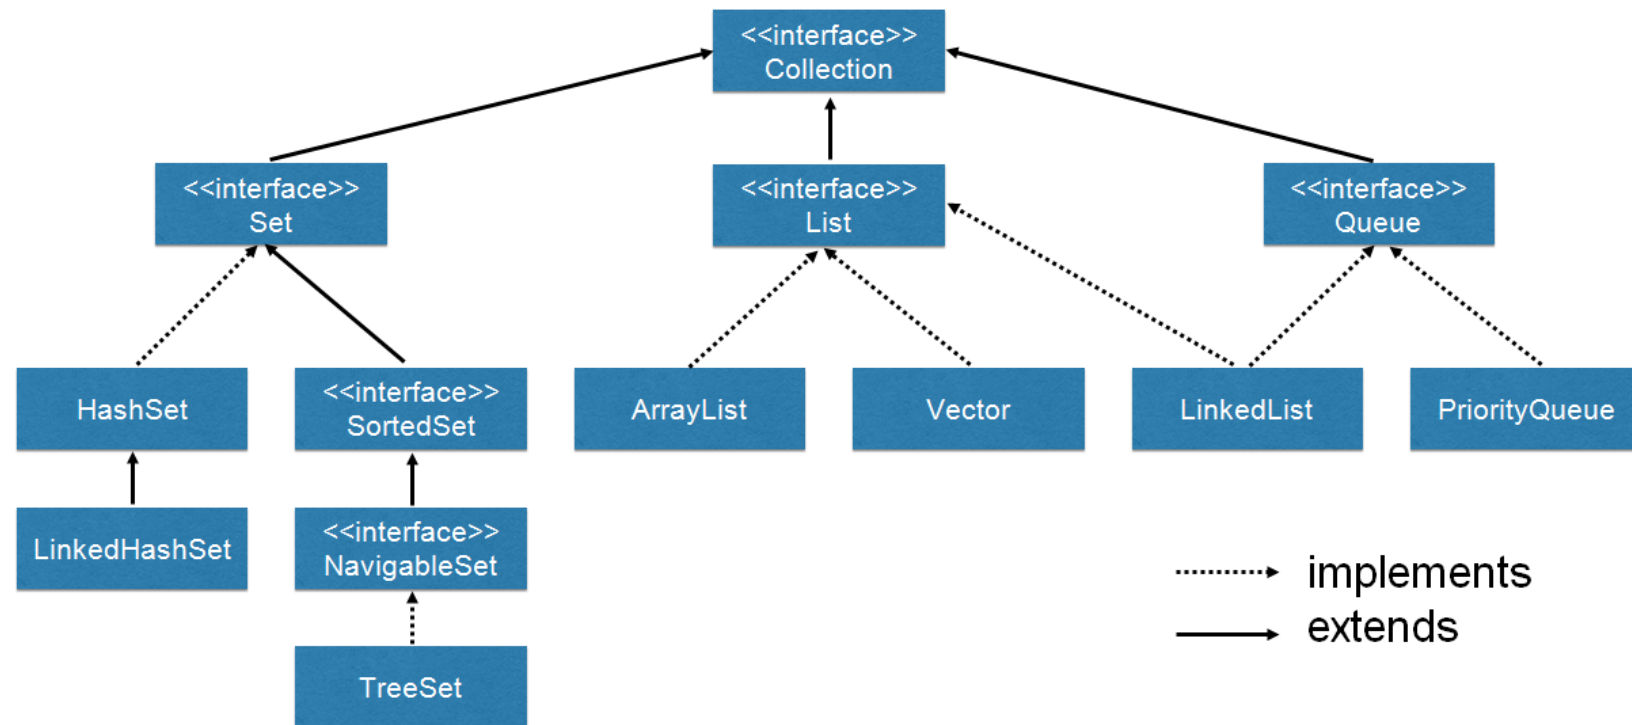 <<interface>>
Collection
<<interface>>
Set
<<interface>>
List
<<interface>>
Queue
HashSet
<<interface>>
SortedSet
ArrayList
Vector
LinkedList
PriorityQueue
LinkedHashSet
<<interface>>
NavigableSet
implements
extends
TreeSet